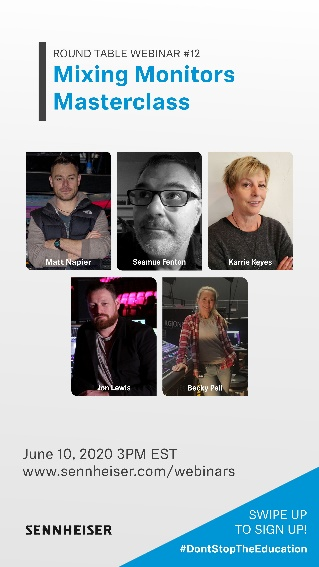 ROUND TABLE WEBINAR #12
Mixing Monitors
Masterclass
Matt Napier
Seamus Fenton
Karrie Keyes
Jon Lewis
Becky Pell
June 10, 2020 3PM EST
www.sennheiser.com/webinars
SENNHEISER
SWIPE UP
TO SIGN UP!
#DontStopTheEducation